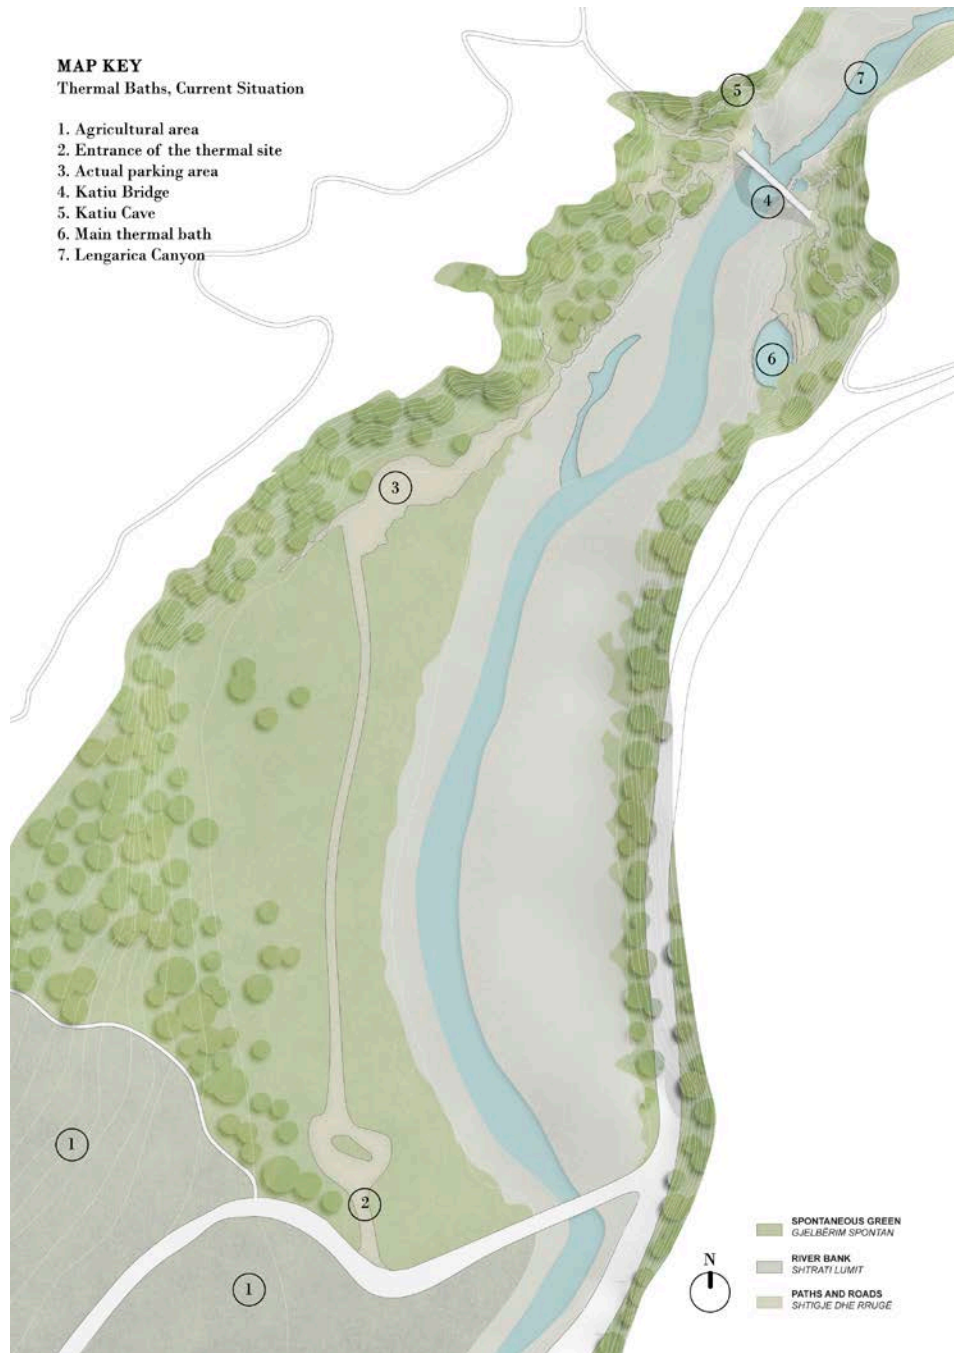 MAP KEY
Thermal Baths, Current Situation
1. Agricultural area
2. Entrance of the thermal site
3. Actual parking area
4. Katiu Bridge
5. Katiu Cave
6. Main thermal bath
7. Lengarica Canyon
5
7
4
6
3
1
2
1
N
SPONTANEOUS GREEN
GJELBËRIM SPONTAN
RIVER BANK
SHTRATI LUMIT
PATHS AND ROADS
SHTIGJE DHE RRUGË